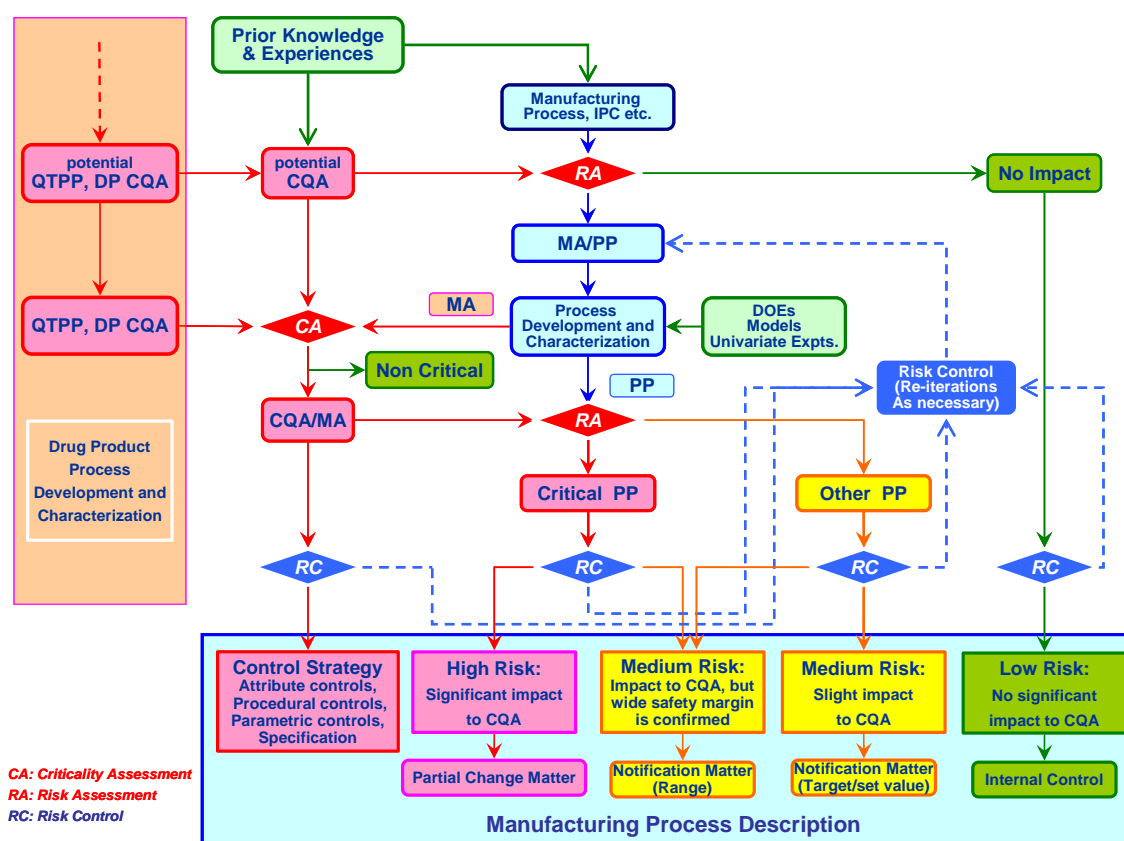 Prior Knowledge
& Experiences
Manufacturing
Process, IPC etc.
potential
QTPP, DP CQA
potential
CQA
RA
No Impact
MA/PP
MA
QTPP, DP CQA
CA
Process
Development and
Characterization
DOEs
Models
Univariate Expts.
Non Critical
PP
Risk Control
(Re-iterations
As necessary)
CQA/MA
RA
Drug Product
Process
Development and
Characterization
Critical PP
Other PP
RC
RC
RC
RC
Control Strategy
Attribute controls,
Procedural controls,
Parametric controls,
Specification
High Risk:
Significant impact
to CQA
Medium Risk:
Impact to CQA, but
wide safety margin
is confirmed
Medium Risk:
Slight impact
to CQA
Low Risk:
No significant
impact to CQA
Partial Change Matter
Notification Matter
(Range)
Notification Matter
(Target/set value)
Internal Control
CA: Criticality Assessment
RA: Risk Assessment
RC: Risk Control
Manufacturing Process Description